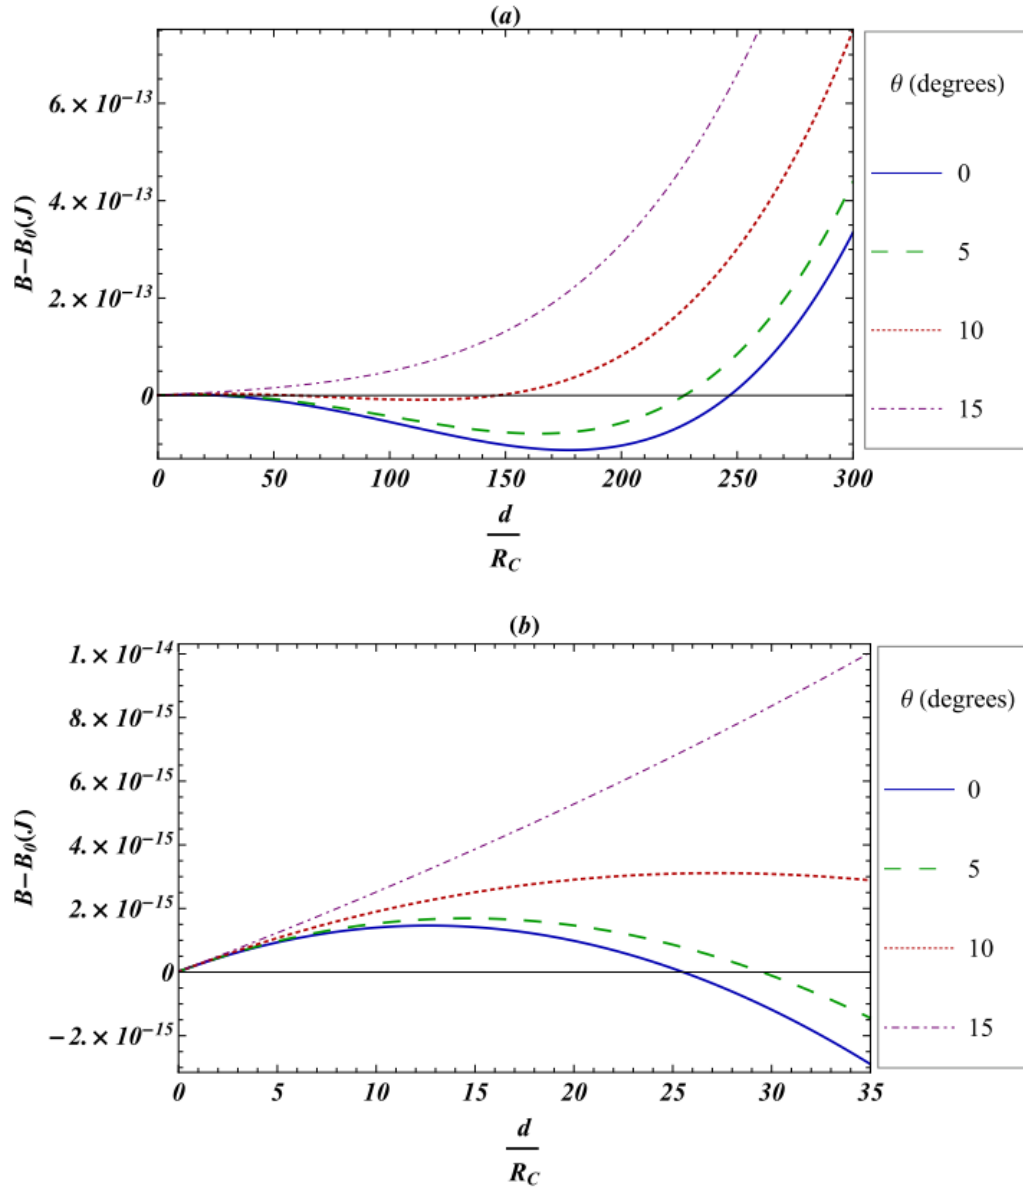 (a)
6. × 10⁻¹³
4. × 10⁻¹³
2. × 10⁻¹³
0
B−B₀(J)
0 50 100 150 200 250 300
d
R_C
θ (degrees)
0
5
10
15
(b)
1. × 10⁻¹⁴
8. × 10⁻¹⁵
6. × 10⁻¹⁵
4. × 10⁻¹⁵
2. × 10⁻¹⁵
0
−2. × 10⁻¹⁵
B−B₀(J)
0 5 10 15 20 25 30 35
d
R_C
θ (degrees)
0
5
10
15